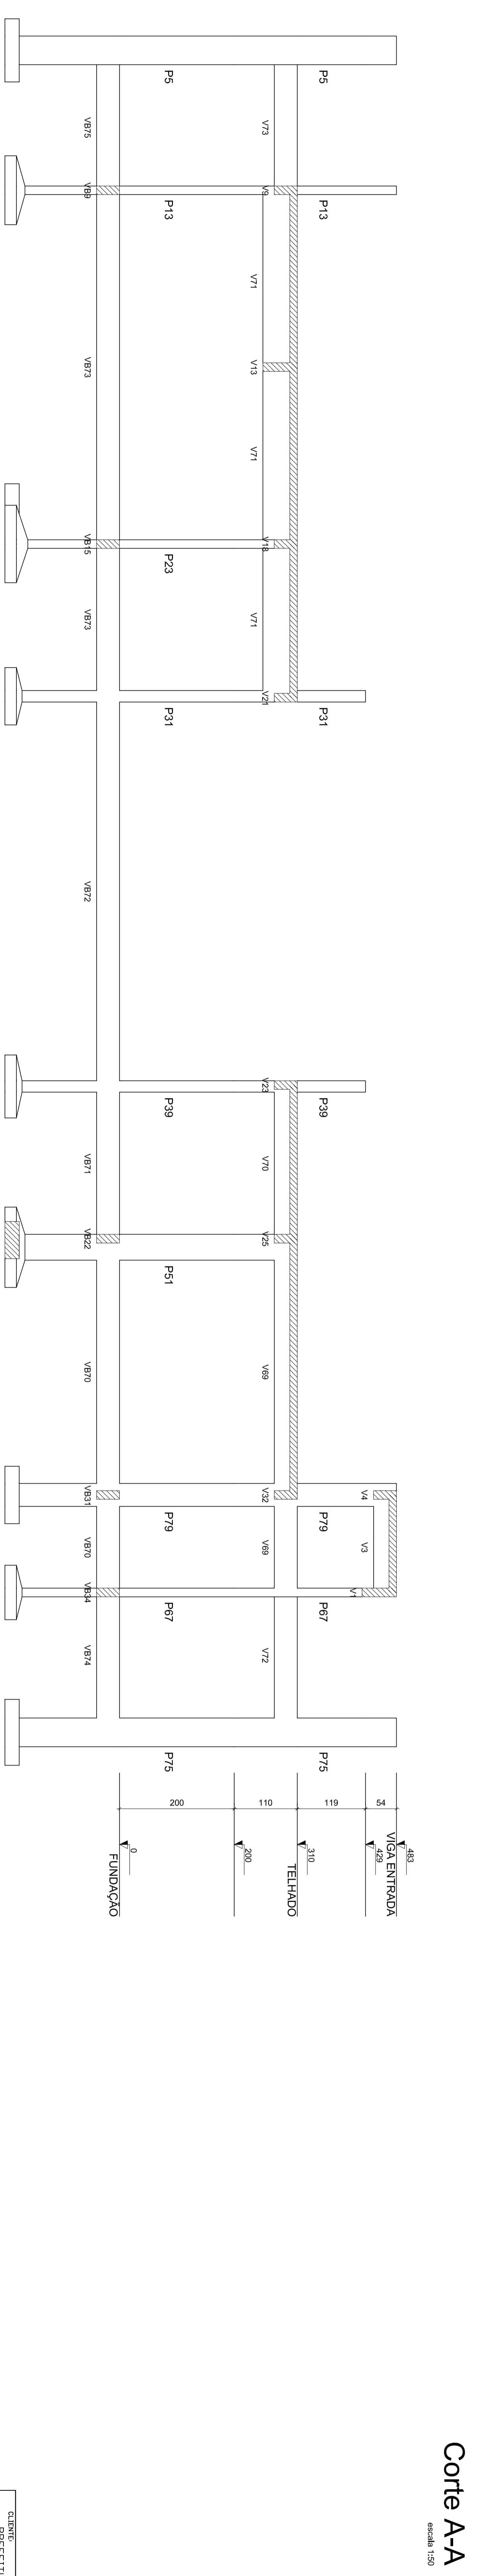 Corte A-A
escala 1:50
P5
P5
VB75
V73
VB9
V9
P13
P13
VB73
V71
V13
V71
VB15
V18
P23
VB73
V71
V21
P31
P31
VB72
V23
P39
P39
VB71
V70
VB22
V25
P51
VB70
V69
VB31
V32
V4
P79
P79
VB70
V69
V3
VB34
V1
P67
P67
VB74
V72
P75
P75
200
110
119
54
483
VIGA ENTRADA
429
310
TELHADO
200
0
FUNDAÇÃO
CLIENTE: